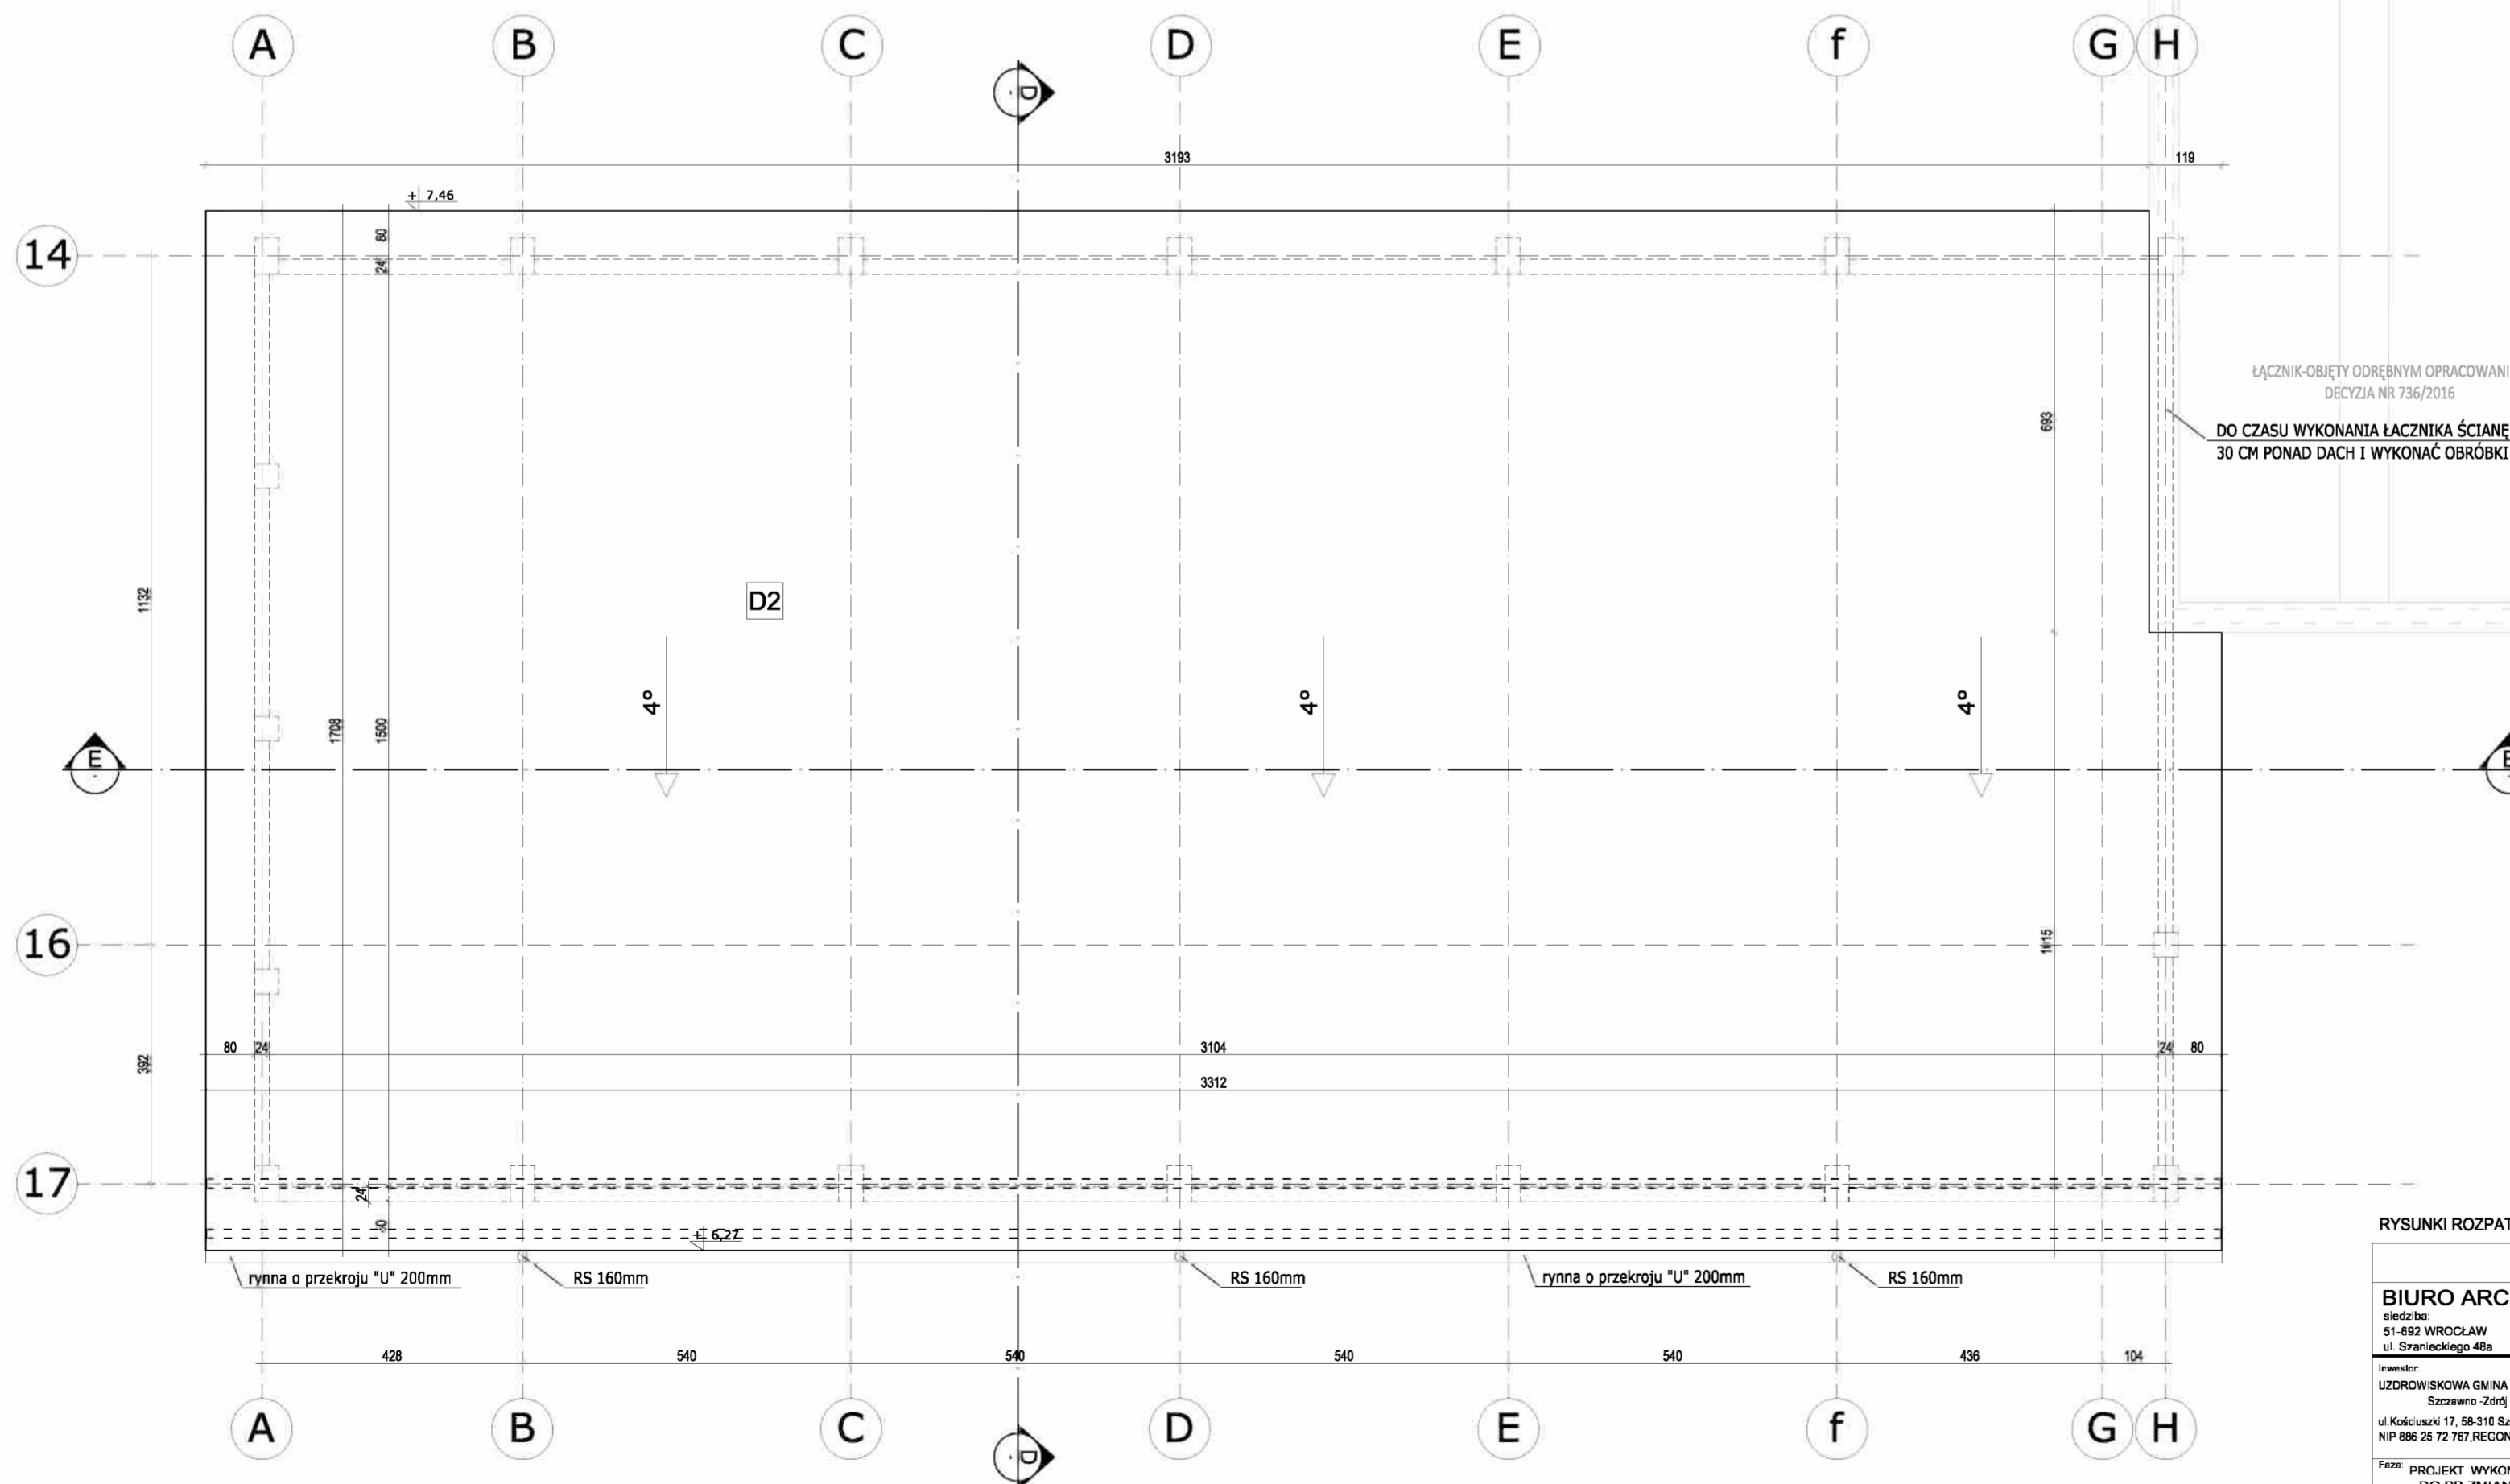 A B C D E f G H
D
3193 119
+ 7,46
14
80
24
ŁĄCZNIK-OBJĘTY ODRĘBNYM OPRACOWANI
DECYZJA NR 736/2016
693
DO CZASU WYKONANIA ŁACZNIKA ŚCIANĘ
30 CM PONAD DACH I WYKONAĆ OBRÓBKI
1132
D2
4° 4° 4°
1708 1500
E
16
1015
80 24 3104 24 80
392
3312
17
24
+ 6,27
RYSUNKI ROZPAT
rynna o przekroju "U" 200mm RS 160mm RS 160mm rynna o przekroju "U" 200mm RS 160mm
BIURO ARC
siedziba:
51-692 WROCŁAW
ul. Szanieckiego 48a
428 540 540 540 540 436 104
Inwestor:
UZDROWISKOWA GMINA
Szczawno -Zdrój
ul.Kościuszki 17, 58-310 Sz
NIP 886-25-72-767,REGON
A B C D E f G H
D
Faza: PROJEKT WYKON